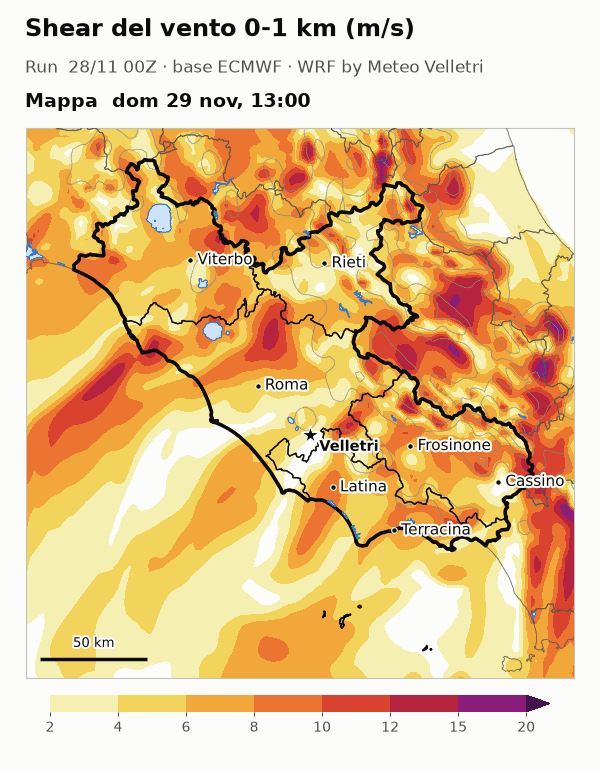 Shear del vento 0-1 km (m/s)
Run  28/11 00Z · base ECMWF · WRF by Meteo Velletri
Mappa  dom 29 nov, 13:00
Viterbo
Rieti
Roma
Velletri
Frosinone
Cassino
Latina
Terracina
50 km
2 4 6 8 10 12 15 20